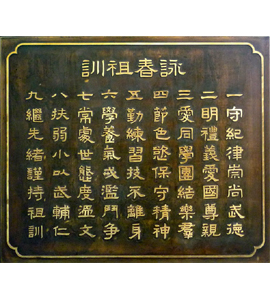 詠春祖訓
一守紀律崇尚武德
二明禮義愛國尊親
三愛同學團結樂羣
四節色慾保守精神
五勤練習技不離身
六學養氣戒濫鬥争
七常處世態度溫文
八扶弱小以武輔仁
九繼先緒謹持祖訓